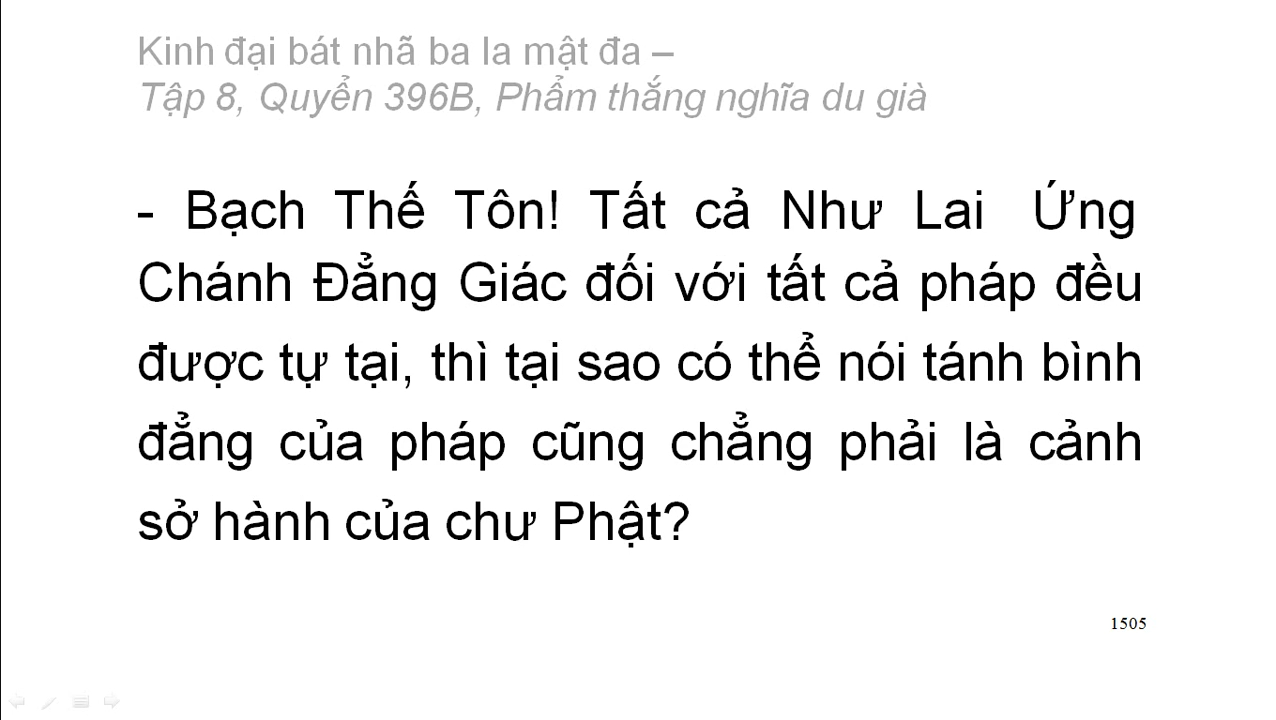 Kinh đại bát nhã ba la mật đa –
Tập 8, Quyển 396B, Phẩm thắng nghĩa du già
- Bạch Thế Tôn! Tất cả Như Lai Ứng
Chánh Đẳng Giác đối với tất cả pháp đều
được tự tại, thì tại sao có thể nói tánh bình
đẳng của pháp cũng chẳng phải là cảnh
sở hành của chư Phật?
1505